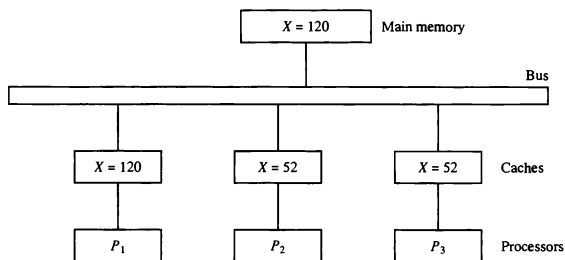 X = 120 Main memory
Bus
X = 120 X = 52 X = 52 Caches
P1 P2 P3 Processors